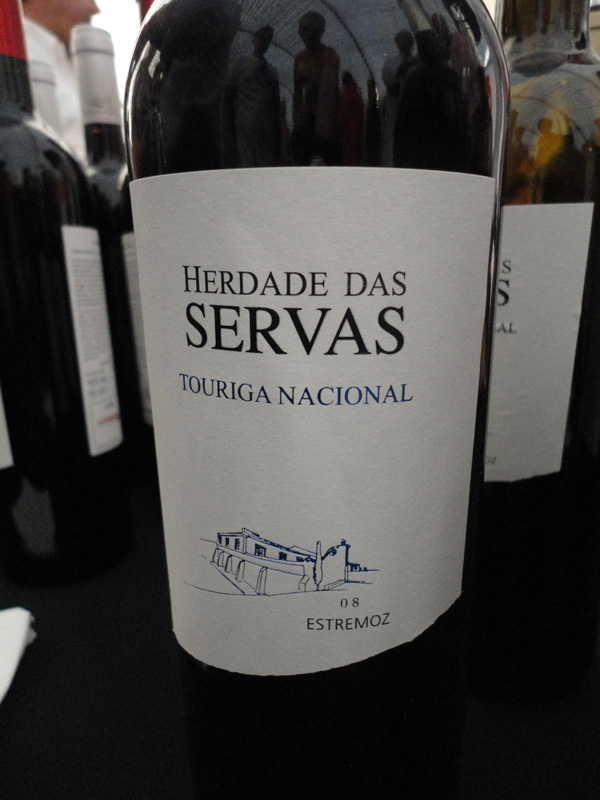 HERDADE DAS
SERVAS
TOURIGA NACIONAL
08
ESTREMOZ